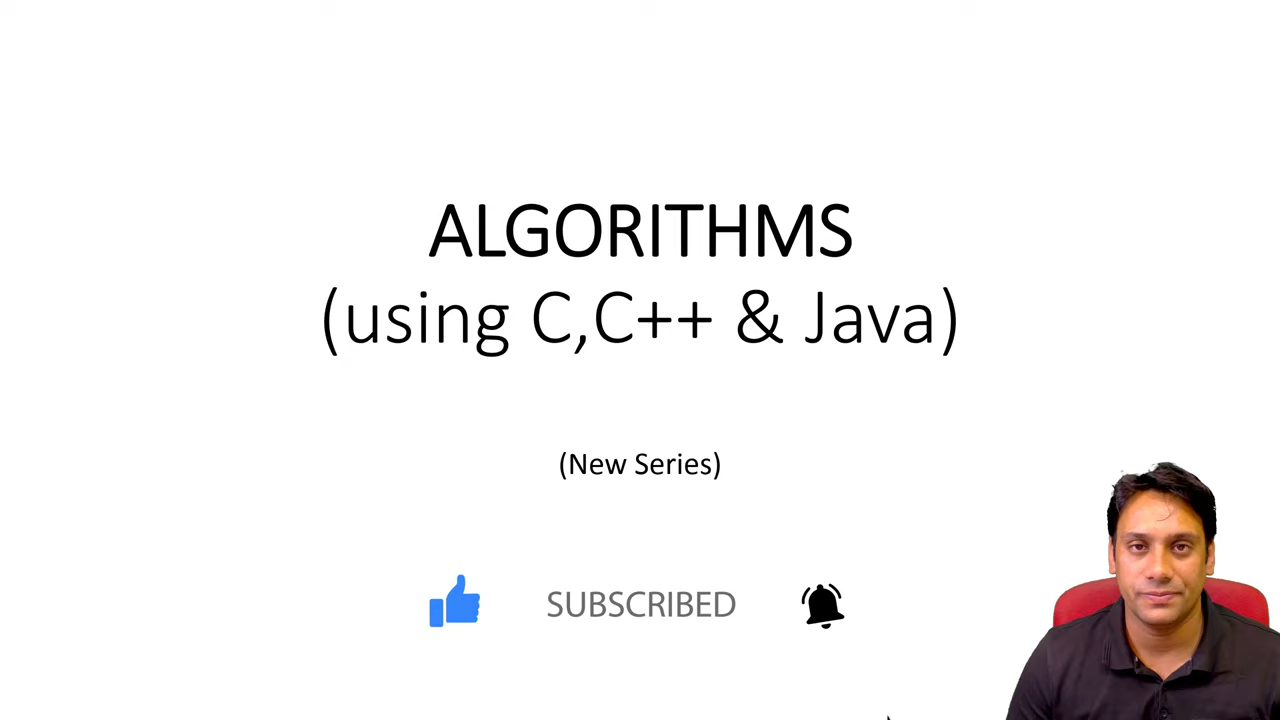 ALGORITHMS
(using C,C++ & Java)
(New Series)
SUBSCRIBED